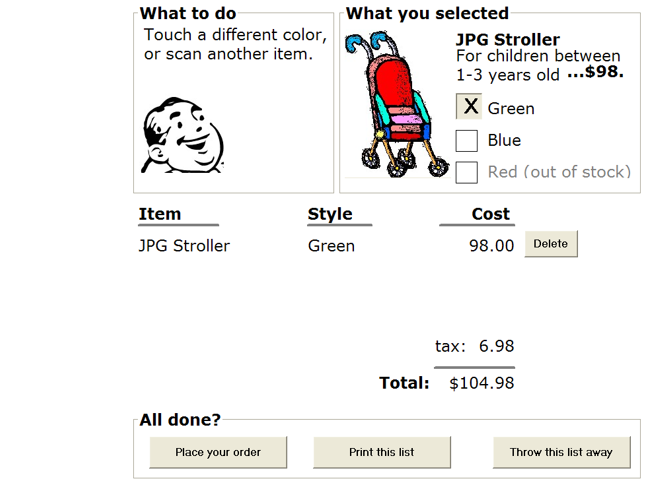 What to do
Touch a different color,
or scan another item.
What you selected
JPG Stroller
For children between
1-3 years old ...$98.
X Green
Blue
Red (out of stock)
Item Style Cost
JPG Stroller Green 98.00 Delete
tax: 6.98
Total: $104.98
All done?
Place your order Print this list Throw this list away